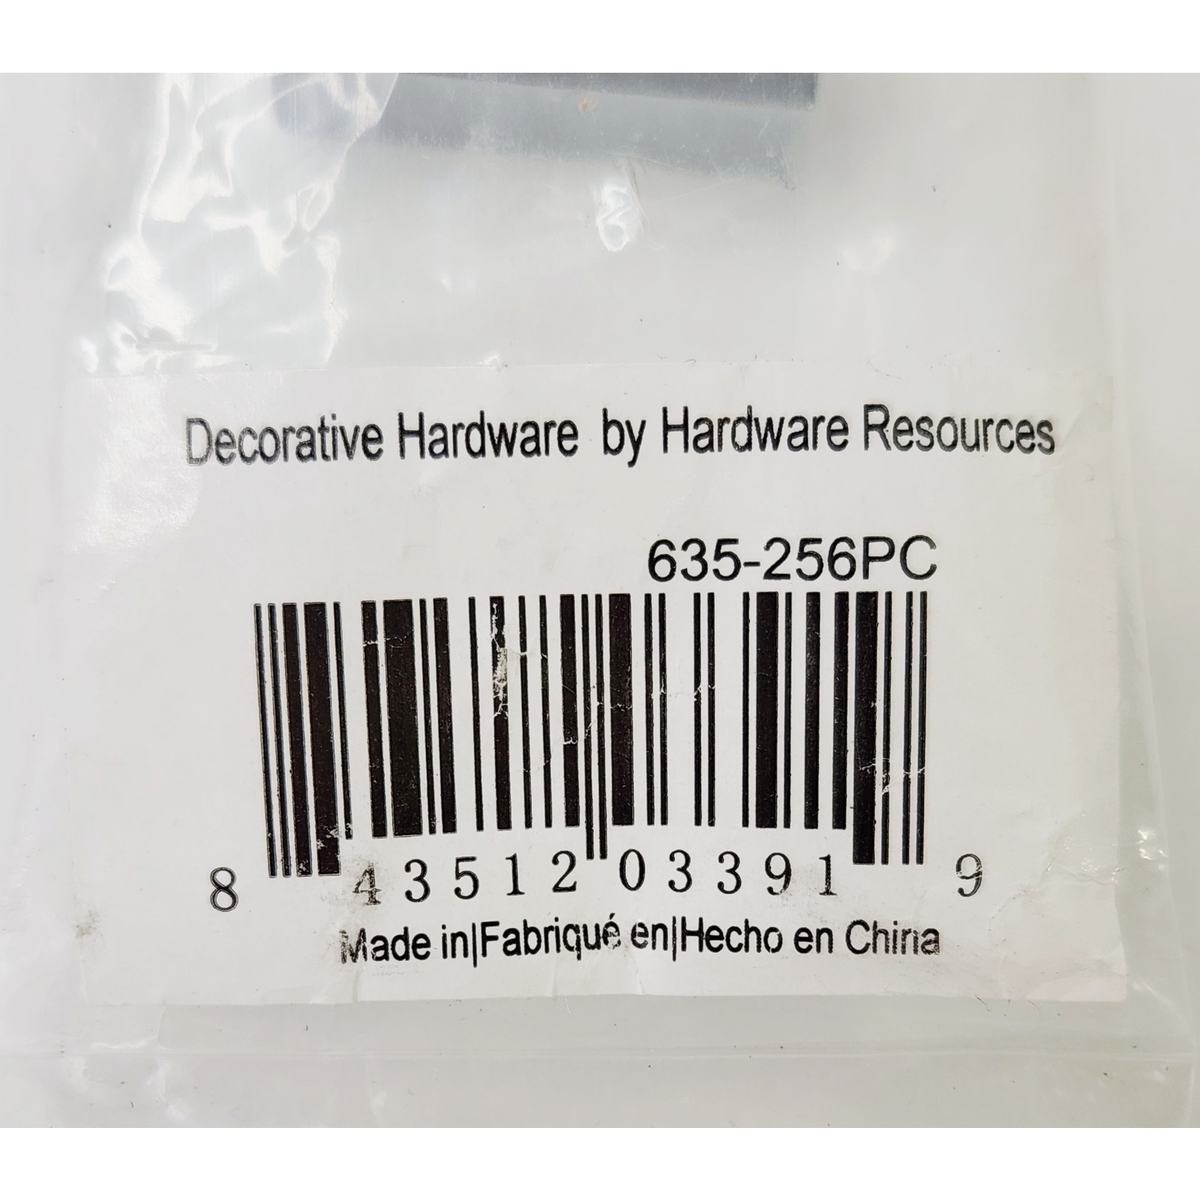 Decorative Hardware by Hardware Resources
635-256PC
8 43512 03391 9
Made in|Fabriqué en|Hecho en China